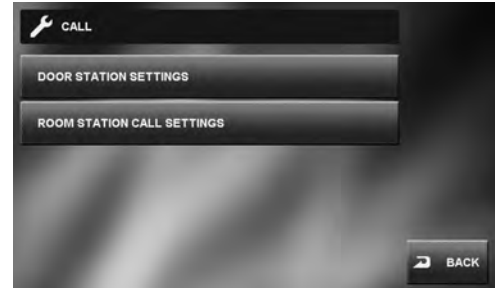 CALL
DOOR STATION SETTINGS
ROOM STATION CALL SETTINGS
BACK